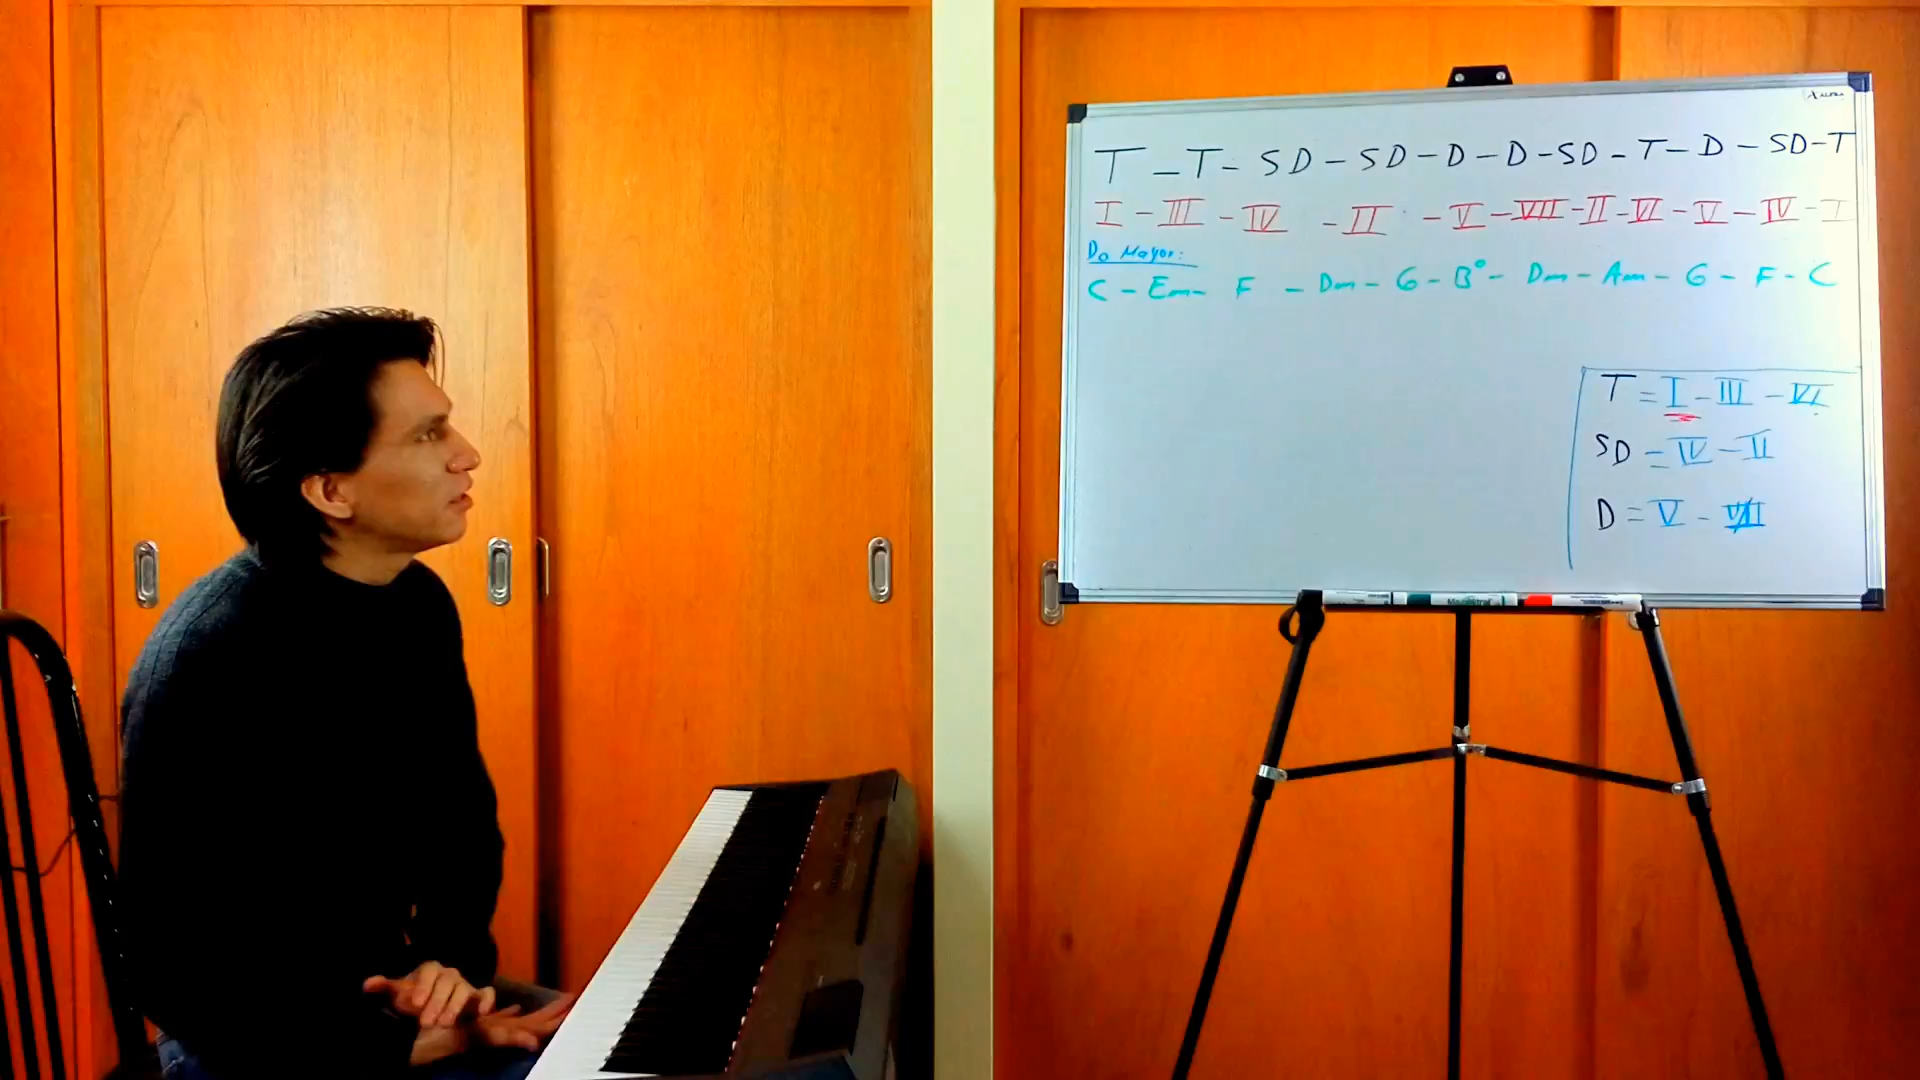 T - T - SD - SD - D - D - SD - T - D - SD - T
I - III - IV - II - V - VII - II - VI - V - IV - I
Do Mayor:
C - Em - F - Dm - G - B° - Dm - Am - G - F - C
T = I - III - VI
SD = IV - II
D = V - VII